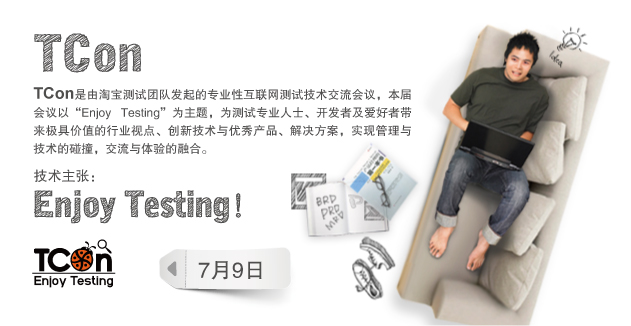 TCon
TCon是由淘宝测试团队发起的专业性互联网测试技术交流会议，本届
会议以“Enjoy Testing”为主题，为测试专业人士、开发者及爱好者带
来极具价值的行业视点、创新技术与优秀产品、解决方案，实现管理与
技术的碰撞，交流与体验的融合。
技术主张：
Enjoy Testing！
BRD
PRD
MRD
Idea
TCon
Enjoy Testing
7月9日